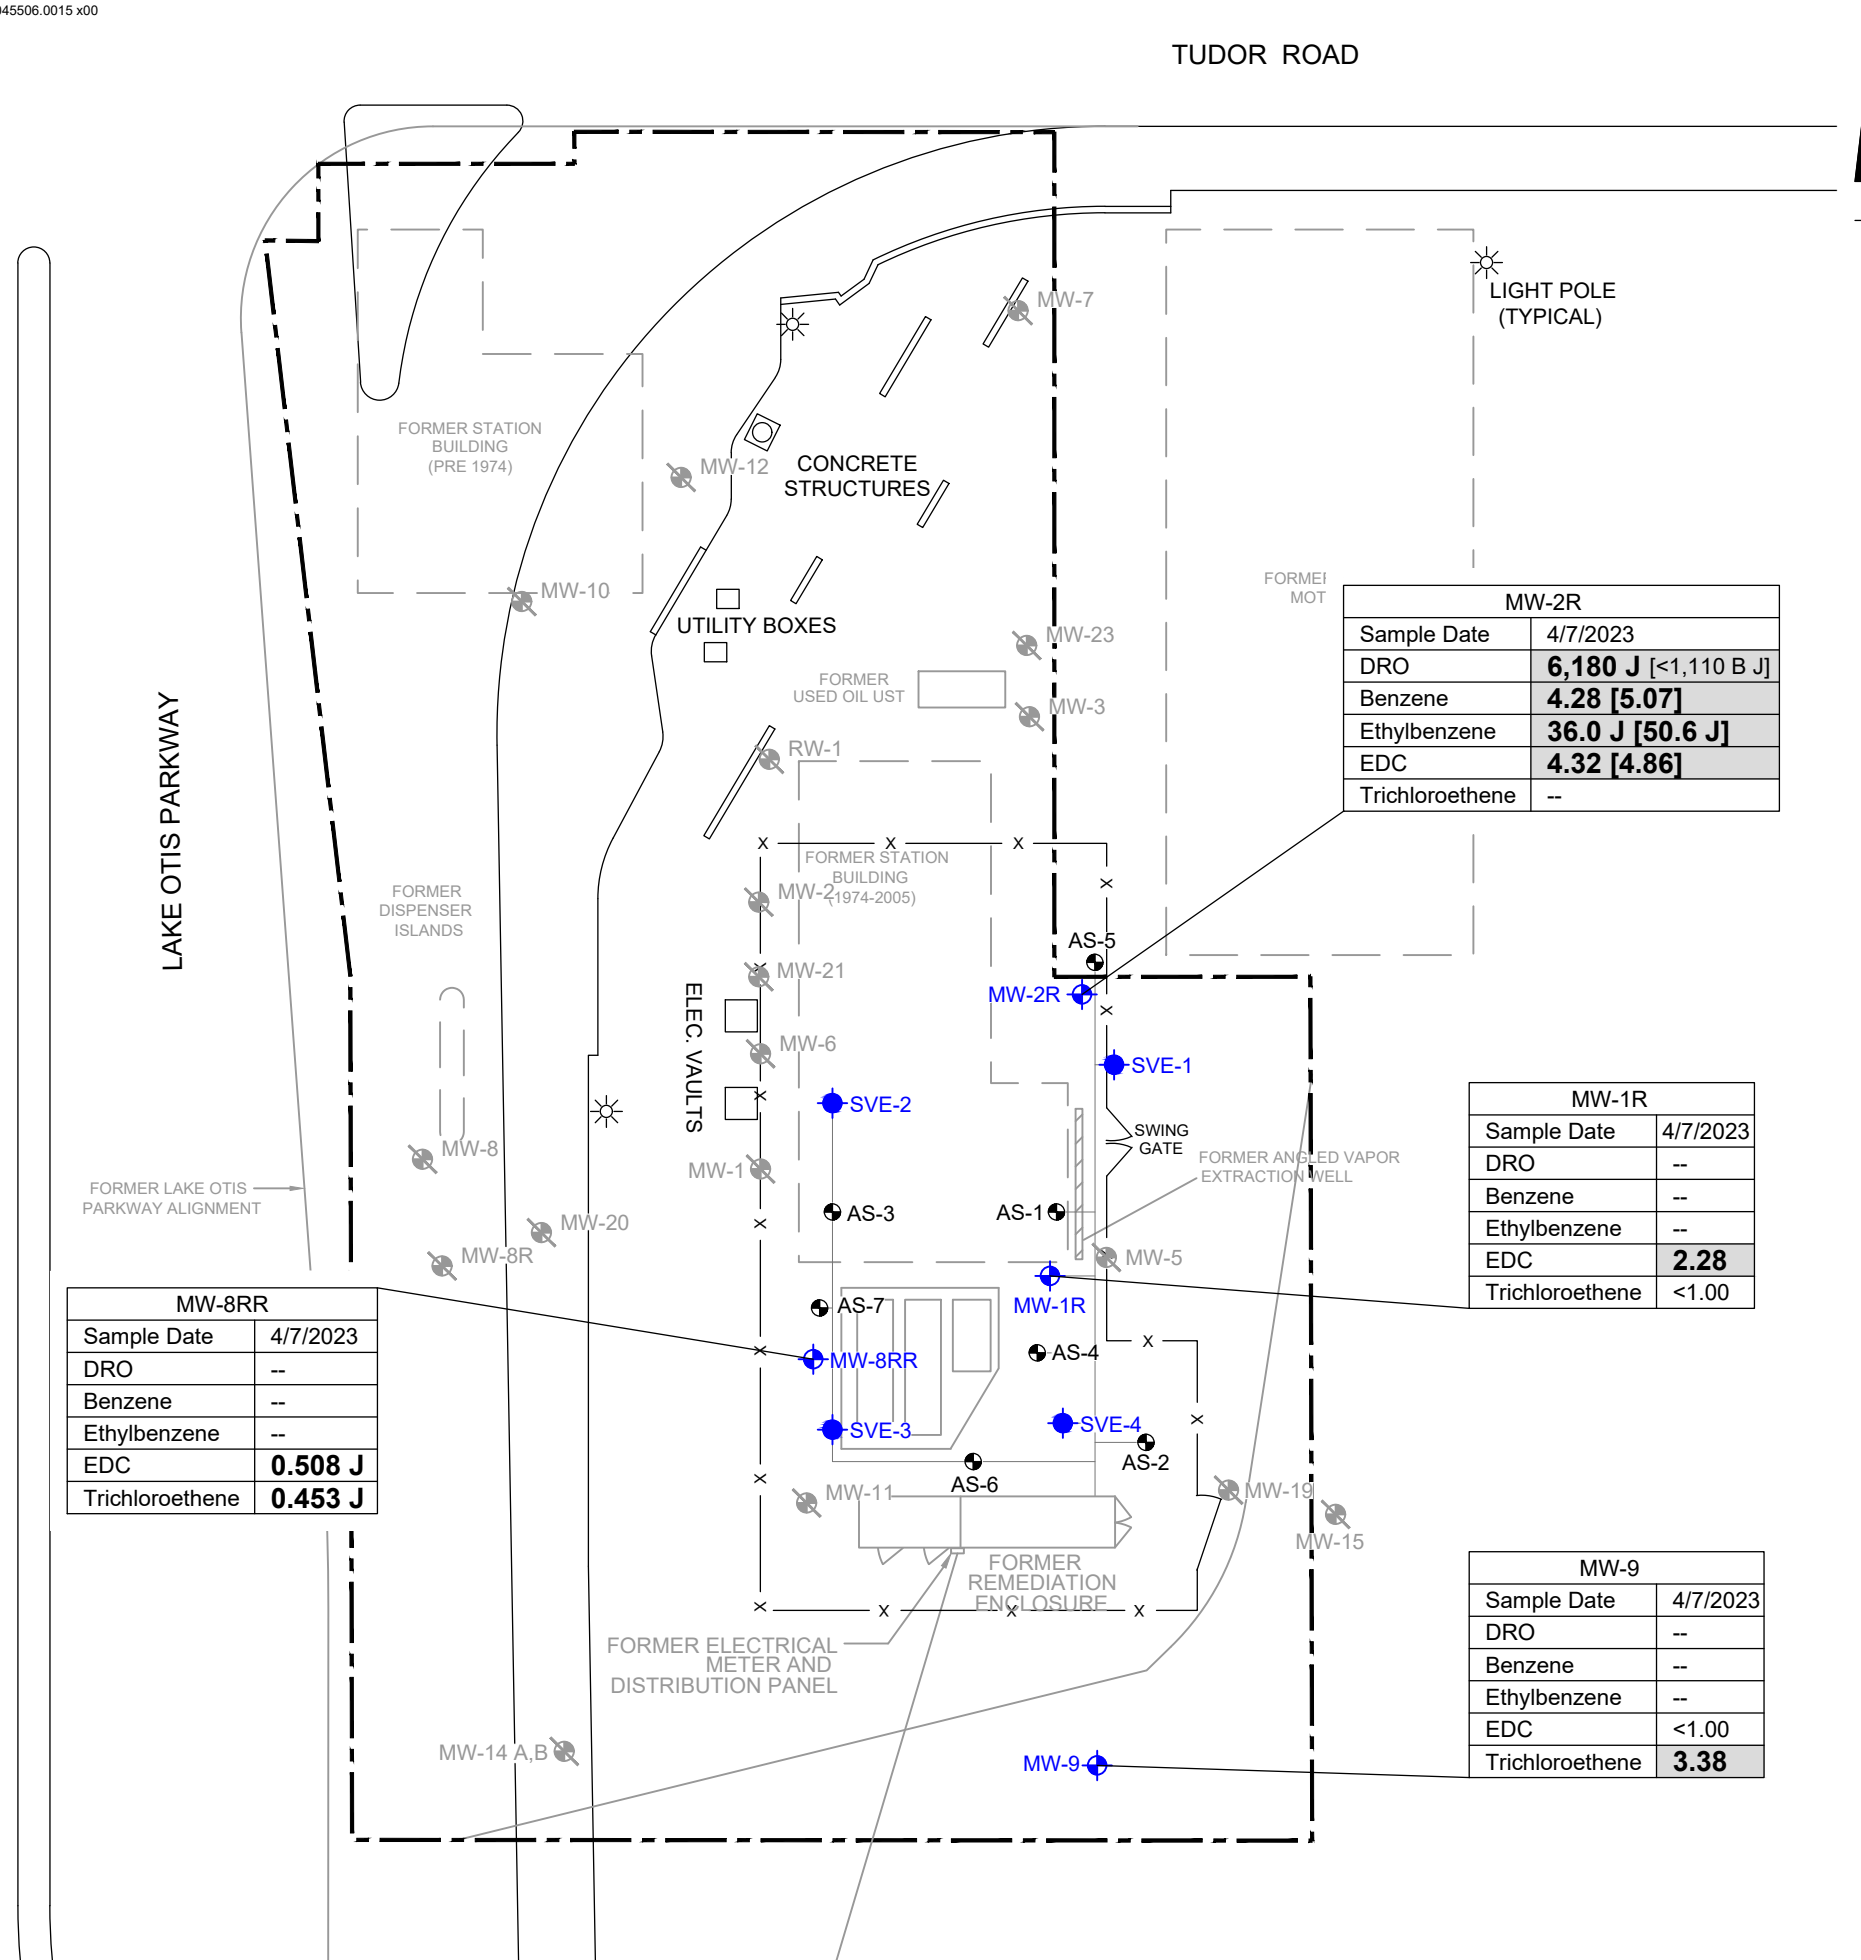 045506.0015 x00
TUDOR ROAD
LIGHT POLE
(TYPICAL)
MW-7
FORMER STATION
BUILDING
(PRE 1974)
MW-12
CONCRETE
STRUCTURES
MW-10
UTILITY BOXES
MW-23
FORMER
USED OIL UST
MW-3
RW-1
LAKE OTIS PARKWAY
FORMER
MOT
MW-2R
Sample Date 4/7/2023
DRO 6,180 J [<1,110 B J]
Benzene 4.28 [5.07]
Ethylbenzene 36.0 J [50.6 J]
EDC 4.32 [4.86]
Trichloroethene --
X X X
FORMER STATION
BUILDING
(1974-2005)
MW-2
X
FORMER
DISPENSER
ISLANDS
AS-5
X
MW-21
MW-2R
X
ELEC. VAULTS
MW-6
SVE-1
X
SVE-2
SWING
GATE
MW-8
MW-1
FORMER ANGLED VAPOR
EXTRACTION WELL
FORMER LAKE OTIS
PARKWAY ALIGNMENT
X
AS-3
AS-1
MW-20
MW-8R
MW-5
MW-1R
Sample Date 4/7/2023
DRO --
Benzene --
Ethylbenzene --
EDC 2.28
Trichloroethene <1.00
MW-1R
AS-7
X
AS-4
X
MW-8RR
MW-8RR
Sample Date 4/7/2023
DRO --
Benzene --
Ethylbenzene --
EDC 0.508 J
Trichloroethene 0.453 J
SVE-3
SVE-4
X
AS-2
X
AS-6
MW-11
MW-19
MW-15
FORMER
REMEDIATION
ENCLOSURE
X X X X
FORMER ELECTRICAL
METER AND
DISTRIBUTION PANEL
MW-14 A,B
MW-9
MW-9
Sample Date 4/7/2023
DRO --
Benzene --
Ethylbenzene --
EDC <1.00
Trichloroethene 3.38